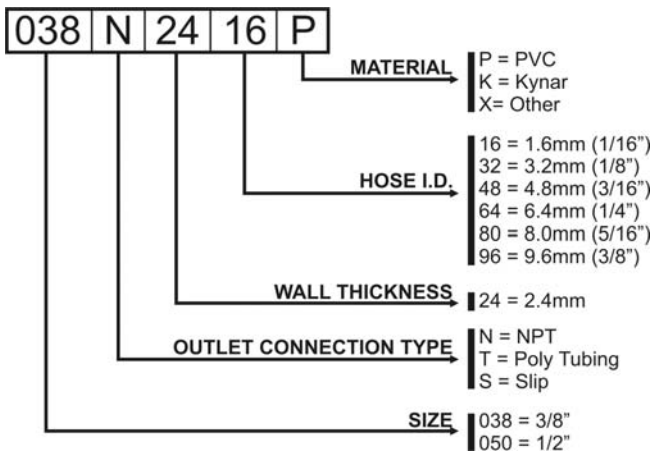 038 N 24 16 P
MATERIAL
P = PVC
K = Kynar
X= Other
HOSE I.D.
16 = 1.6mm (1/16”)
32 = 3.2mm (1/8”)
48 = 4.8mm (3/16”)
64 = 6.4mm (1/4”)
80 = 8.0mm (5/16”)
96 = 9.6mm (3/8”)
WALL THICKNESS
24 = 2.4mm
OUTLET CONNECTION TYPE
N = NPT
T = Poly Tubing
S = Slip
SIZE
038 = 3/8”
050 = 1/2”